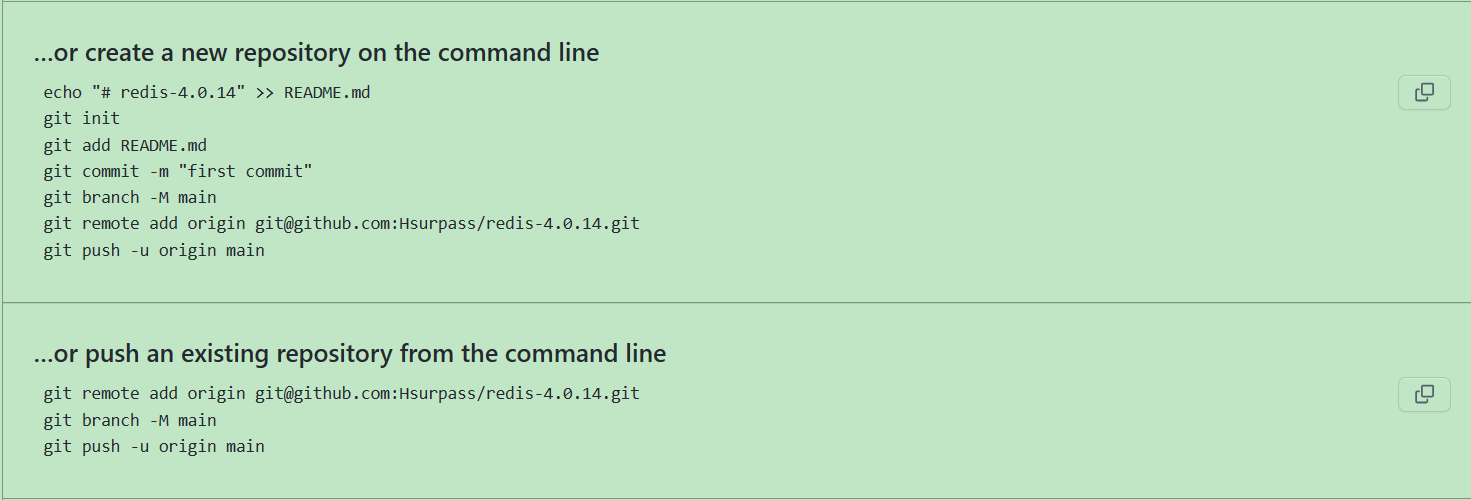 ...or create a new repository on the command line
echo "# redis-4.0.14" >> README.md
git init
git add README.md
git commit -m "first commit"
git branch -M main
git remote add origin git@github.com:Hsurpass/redis-4.0.14.git
git push -u origin main
...or push an existing repository from the command line
git remote add origin git@github.com:Hsurpass/redis-4.0.14.git
git branch -M main
git push -u origin main